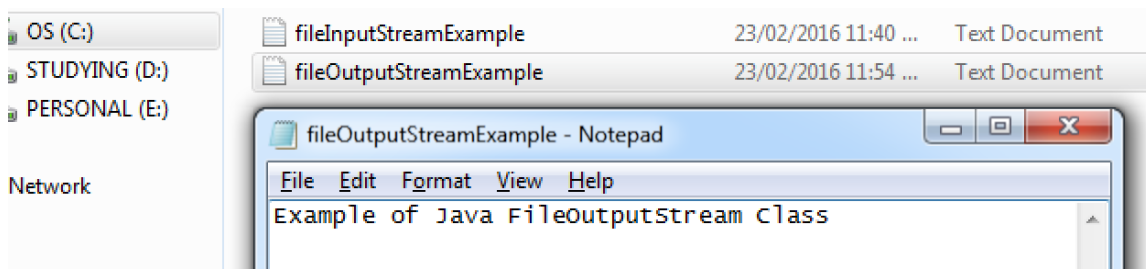 OS (C:)
STUDYING (D:)
PERSONAL (E:)
Network
fileInputStreamExample 23/02/2016 11:40 ... Text Document
fileOutputStreamExample 23/02/2016 11:54 ... Text Document
fileOutputStreamExample - Notepad
File Edit Format View Help
Example of Java FileOutputStream Class